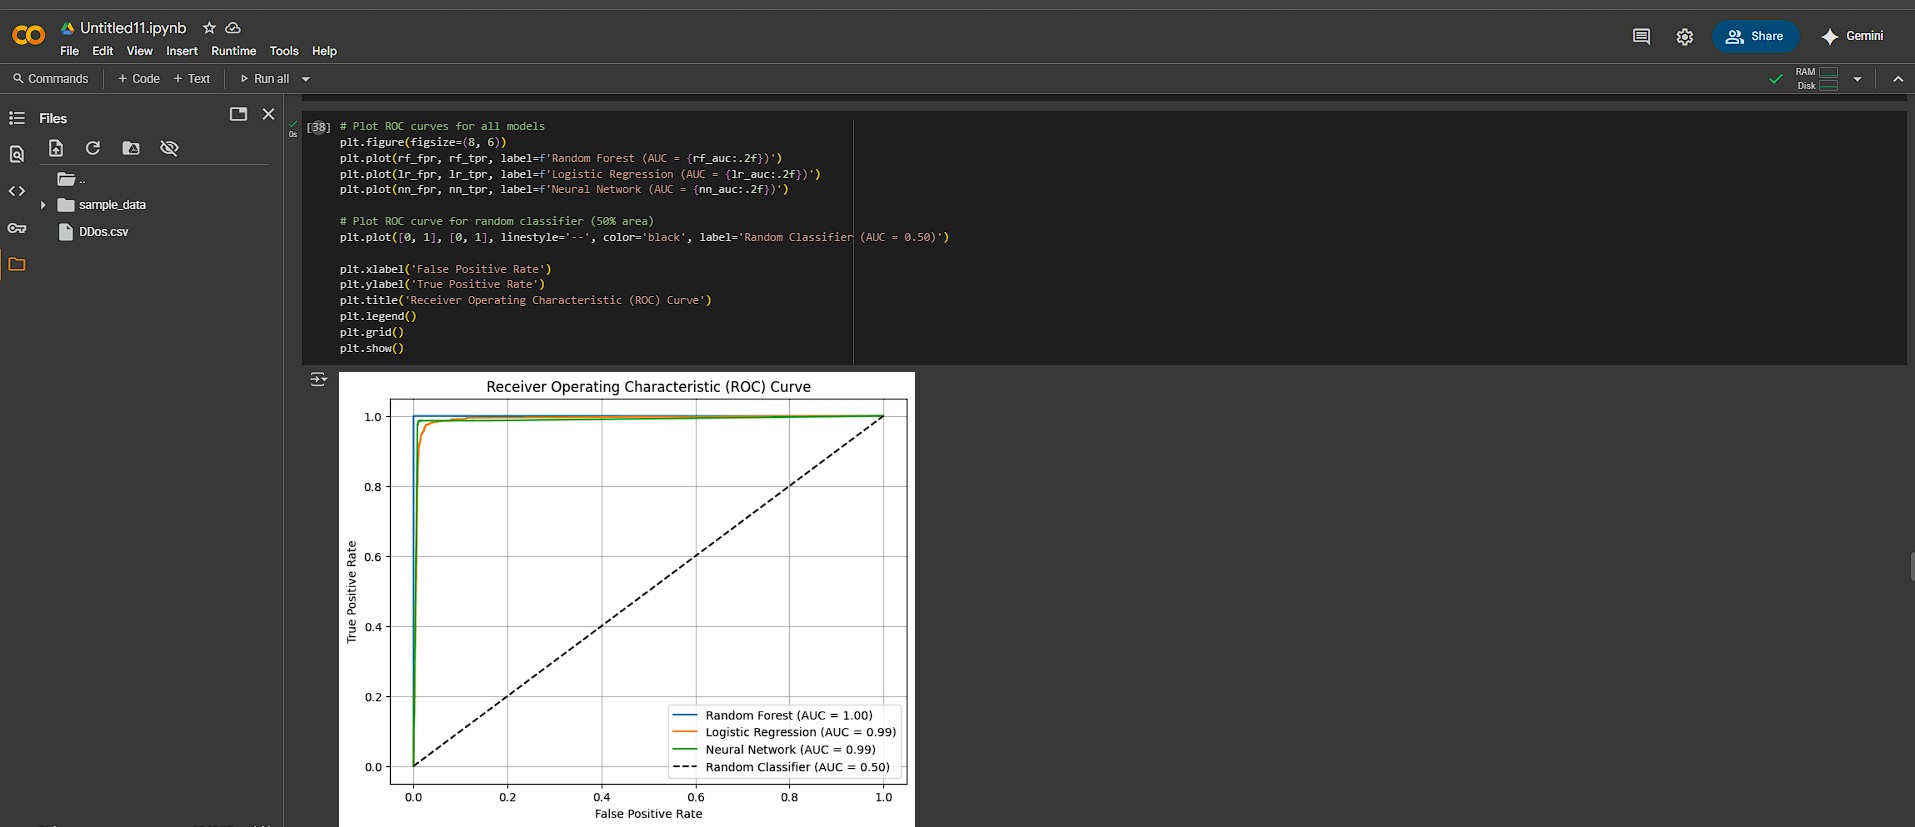 Untitled11.ipynb
File Edit View Insert Runtime Tools Help
Share
Gemini
Commands + Code + Text Run all
RAM
Disk
Files
..
sample_data
DDos.csv
[38]
0s
# Plot ROC curves for all models
plt.figure(figsize=(8, 6))
plt.plot(rf_fpr, rf_tpr, label=f'Random Forest (AUC = {rf_auc:.2f})')
plt.plot(lr_fpr, lr_tpr, label=f'Logistic Regression (AUC = {lr_auc:.2f})')
plt.plot(nn_fpr, nn_tpr, label=f'Neural Network (AUC = {nn_auc:.2f})')
# Plot ROC curve for random classifier (50% area)
plt.plot([0, 1], [0, 1], linestyle='--', color='black', label='Random Classifier (AUC = 0.50)')
plt.xlabel('False Positive Rate')
plt.ylabel('True Positive Rate')
plt.title('Receiver Operating Characteristic (ROC) Curve')
plt.legend()
plt.grid()
plt.show()
Receiver Operating Characteristic (ROC) Curve
1.0
0.8
0.6
0.4
0.2
0.0
True Positive Rate
Random Forest (AUC = 1.00)
Logistic Regression (AUC = 0.99)
Neural Network (AUC = 0.99)
Random Classifier (AUC = 0.50)
0.0 0.2 0.4 0.6 0.8 1.0
False Positive Rate